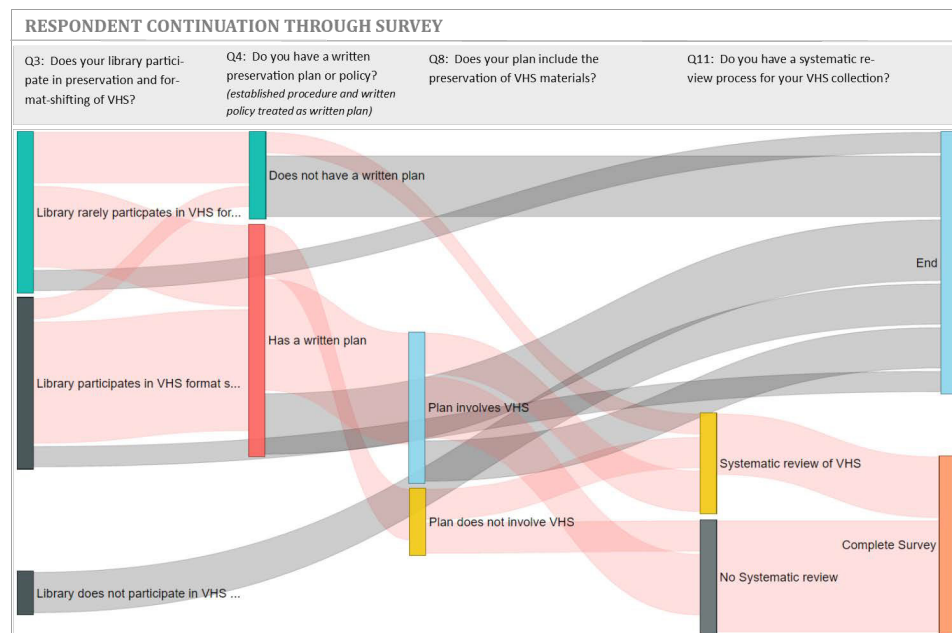 RESPONDENT CONTINUATION THROUGH SURVEY
Q3: Does your library partici-
pate in preservation and for-
mat-shifting of VHS?
Q4: Do you have a written
preservation plan or policy?
(established procedure and written
policy treated as written plan)
Q8: Does your plan include the
preservation of VHS materials?
Q11: Do you have a systematic re-
view process for your VHS collection?
Does not have a written plan
Library rarely particpates in VHS for...
End
Has a written plan
Library participates in VHS format s...
Plan involves VHS
Systematic review of VHS
Plan does not involve VHS
Complete Survey
No Systematic review
Library does not participate in VHS ...